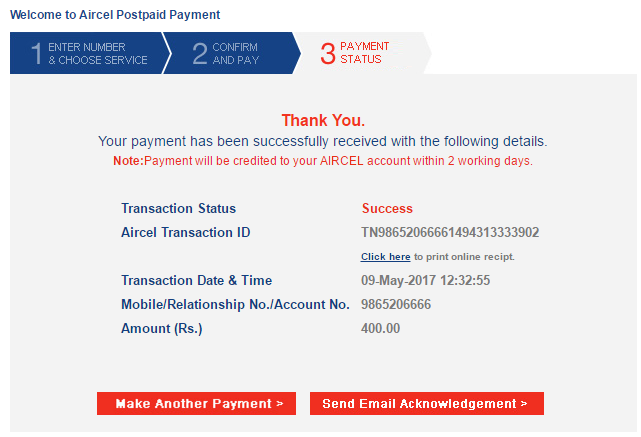 Welcome to Aircel Postpaid Payment
1 ENTER NUMBER & CHOOSE SERVICE
2 CONFIRM AND PAY
3 PAYMENT STATUS
Thank You.
Your payment has been successfully received with the following details.
Note:Payment will be credited to your AIRCEL account within 2 working days.
Transaction Status Success
Aircel Transaction ID TN9865206661494313333902
Click here to print online recipt.
Transaction Date & Time 09-May-2017 12:32:55
Mobile/Relationship No./Account No. 9865206666
Amount (Rs.) 400.00
Make Another Payment >
Send Email Acknowledgement >